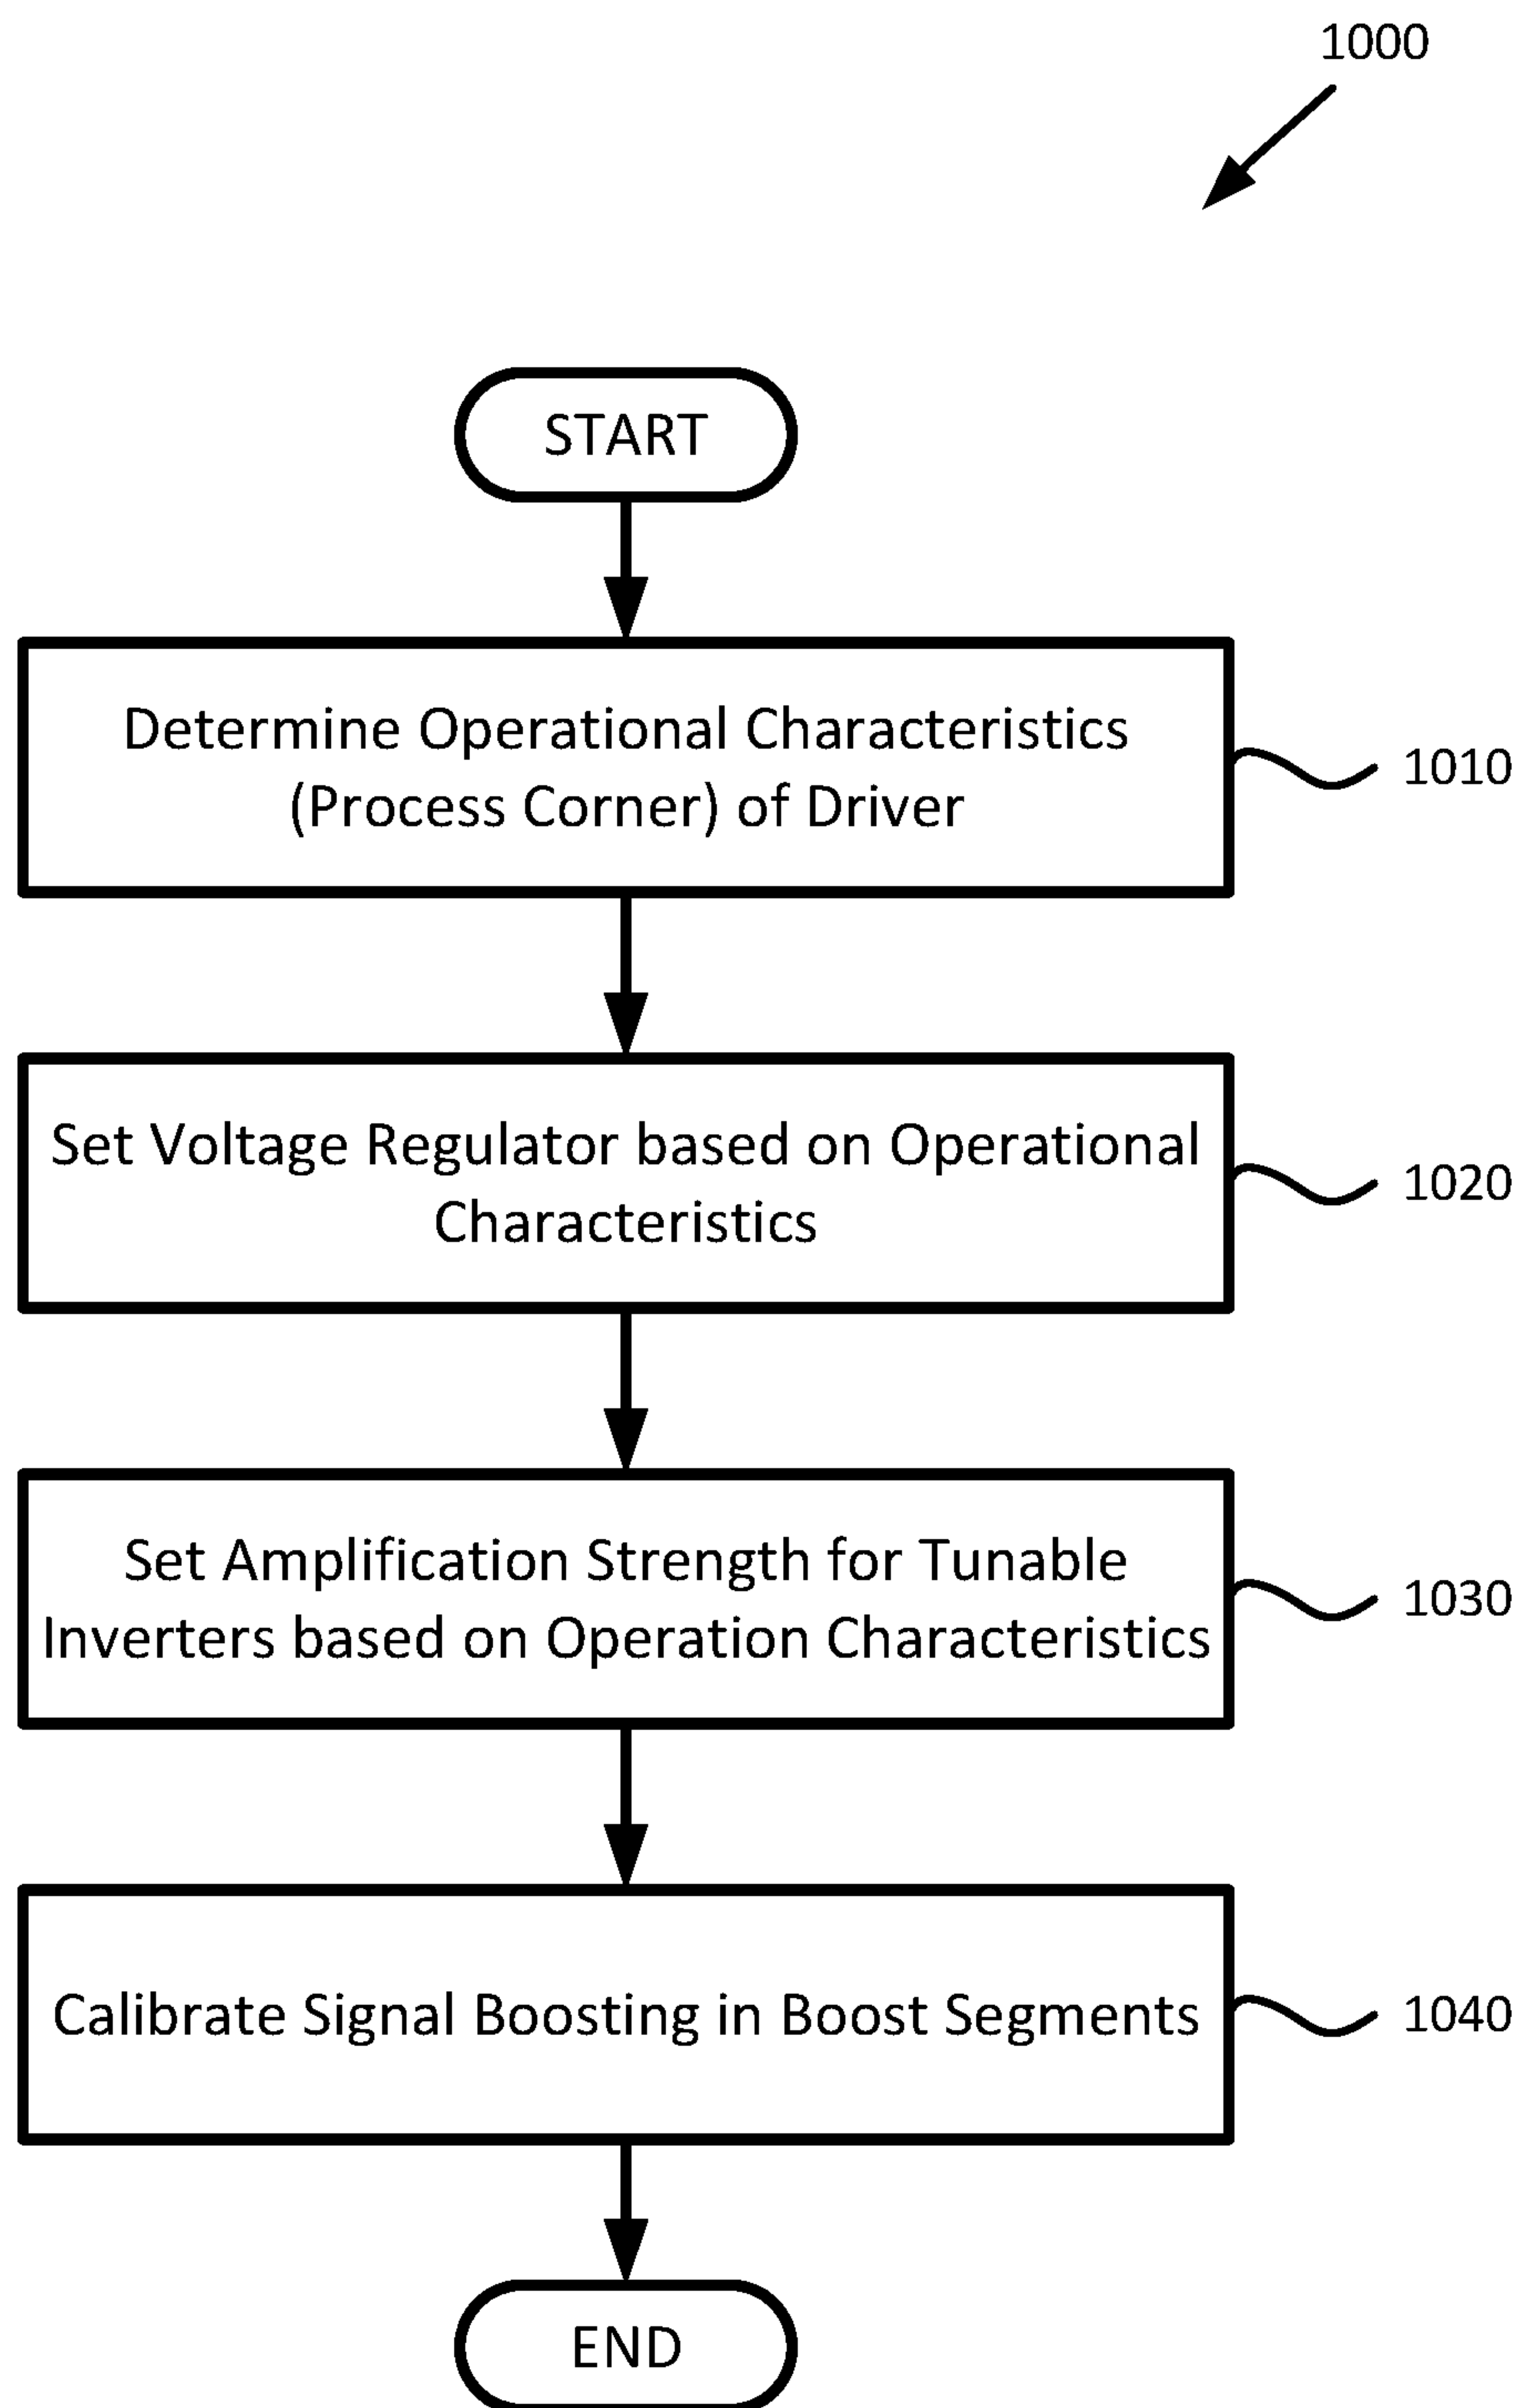 1000
START
Determine Operational Characteristics
(Process Corner) of Driver
1010
Set Voltage Regulator based on Operational
Characteristics
1020
Set Amplification Strength for Tunable
Inverters based on Operation Characteristics
1030
Calibrate Signal Boosting in Boost Segments
1040
END